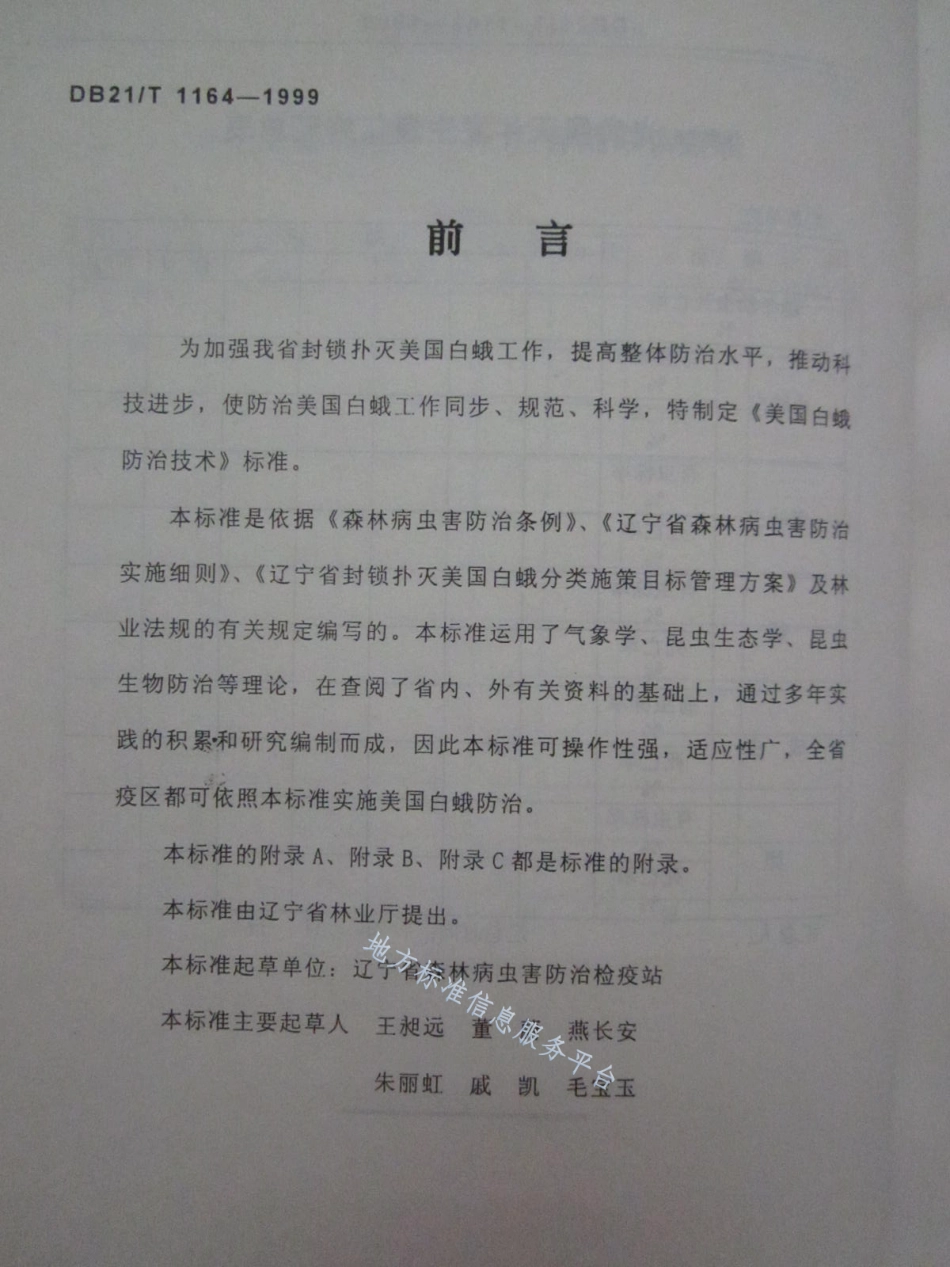 DB21/T 1164—1999
前 言
为加强我省封锁扑灭美国白蛾工作，提高整体防治水平，推动科
技进步，使防治美国白蛾工作同步、规范、科学，特制定《美国白蛾
防治技术》标准。
本标准是依据《森林病虫害防治条例》、《辽宁省森林病虫害防治
实施细则》、《辽宁省封锁扑灭美国白蛾分类施策目标管理方案》及林
业法规的有关规定编写的。本标准运用了气象学、昆虫生态学、昆虫
生物防治等理论，在查阅了省内、外有关资料的基础上，通过多年实
践的积累和研究编制而成，因此本标准可操作性强，适应性广，全省
疫区都可依照本标准实施美国白蛾防治。
本标准的附录A、附录B、附录C都是标准的附录。
本标准由辽宁省林业厅提出。
本标准起草单位：辽宁省森林病虫害防治检疫站
本标准主要起草人 王昶远 董 燕长安
朱丽虹 戚 凯 毛宝玉
地方标准信息服务平台